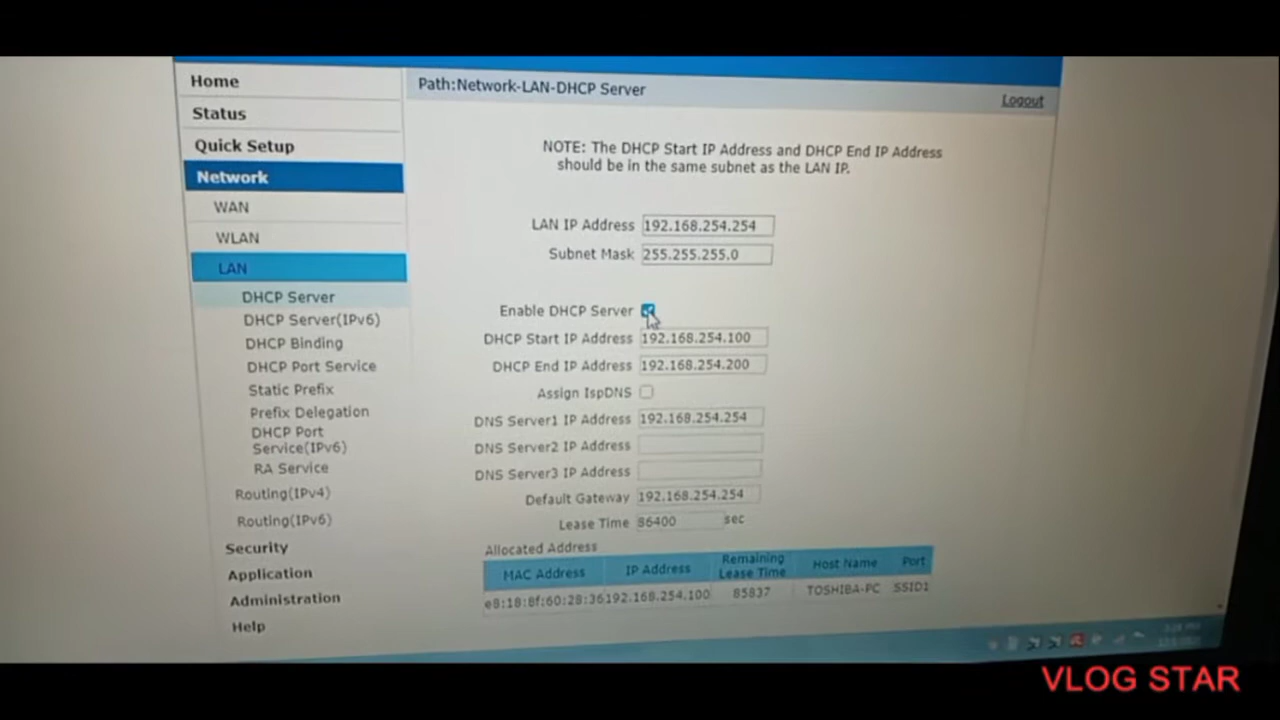 Home
Status
Quick Setup
Network
WAN
WLAN
LAN
DHCP Server
DHCP Server(IPv6)
DHCP Binding
DHCP Port Service
Static Prefix
Prefix Delegation
DHCP Port
Service(IPv6)
RA Service
Routing(IPv4)
Routing(IPv6)
Security
Application
Administration
Help
Path:Network-LAN-DHCP Server
Logout
NOTE: The DHCP Start IP Address and DHCP End IP Address
should be in the same subnet as the LAN IP.
LAN IP Address 192.168.254.254
Subnet Mask 255.255.255.0
Enable DHCP Server
DHCP Start IP Address 192.168.254.100
DHCP End IP Address 192.168.254.200
Assign IspDNS
DNS Server1 IP Address 192.168.254.254
DNS Server2 IP Address
DNS Server3 IP Address
Default Gateway 192.168.254.254
Lease Time 86400 sec
Allocated Address
MAC Address IP Address Remaining Lease Time Host Name Port
e8:18:8f:60:28:36 192.168.254.100 85837 TOSHIBA-PC SSID1
VLOG STAR